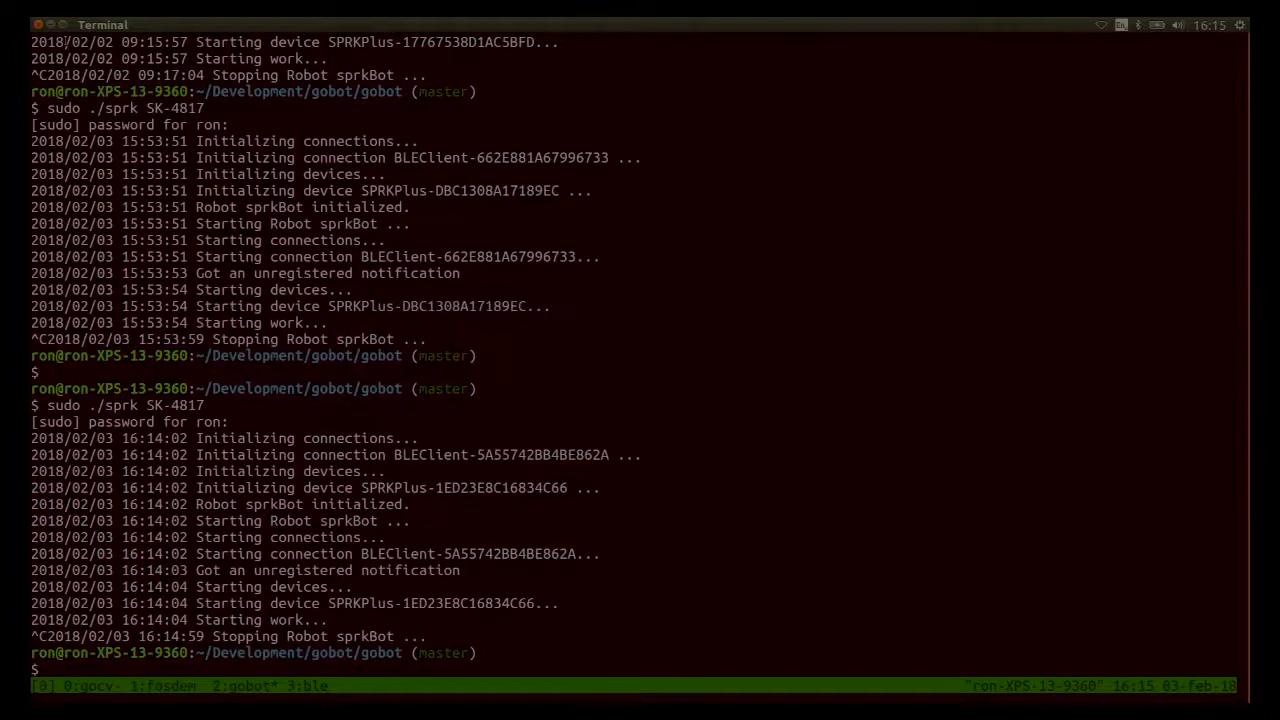 Terminal
16:15
2018/02/02 09:15:57 Starting device SPRKPlus-17767538D1AC5BFD...
2018/02/02 09:15:57 Starting work...
^C2018/02/02 09:17:04 Stopping Robot sprkBot ...
ron@ron-XPS-13-9360:~/Development/gobot/gobot (master)
$ sudo ./sprk SK-4817
[sudo] password for ron:
2018/02/03 15:53:51 Initializing connections...
2018/02/03 15:53:51 Initializing connection BLEClient-662E881A67996733 ...
2018/02/03 15:53:51 Initializing devices...
2018/02/03 15:53:51 Initializing device SPRKPlus-DBC1308A17189EC ...
2018/02/03 15:53:51 Robot sprkBot initialized.
2018/02/03 15:53:51 Starting Robot sprkBot ...
2018/02/03 15:53:51 Starting connections...
2018/02/03 15:53:51 Starting connection BLEClient-662E881A67996733...
2018/02/03 15:53:53 Got an unregistered notification
2018/02/03 15:53:54 Starting devices...
2018/02/03 15:53:54 Starting device SPRKPlus-DBC1308A17189EC...
2018/02/03 15:53:54 Starting work...
^C2018/02/03 15:53:59 Stopping Robot sprkBot ...
ron@ron-XPS-13-9360:~/Development/gobot/gobot (master)
$
ron@ron-XPS-13-9360:~/Development/gobot/gobot (master)
$ sudo ./sprk SK-4817
[sudo] password for ron:
2018/02/03 16:14:02 Initializing connections...
2018/02/03 16:14:02 Initializing connection BLEClient-5A55742BB4BE862A ...
2018/02/03 16:14:02 Initializing devices...
2018/02/03 16:14:02 Initializing device SPRKPlus-1ED23E8C16834C66 ...
2018/02/03 16:14:02 Robot sprkBot initialized.
2018/02/03 16:14:02 Starting Robot sprkBot ...
2018/02/03 16:14:02 Starting connections...
2018/02/03 16:14:02 Starting connection BLEClient-5A55742BB4BE862A...
2018/02/03 16:14:03 Got an unregistered notification
2018/02/03 16:14:04 Starting devices...
2018/02/03 16:14:04 Starting device SPRKPlus-1ED23E8C16834C66...
2018/02/03 16:14:04 Starting work...
^C2018/02/03 16:14:59 Stopping Robot sprkBot ...
ron@ron-XPS-13-9360:~/Development/gobot/gobot (master)
$
[0] 0:gocv- 1:fosdem 2:gobot* 3:ble "ron-XPS-13-9360" 16:15 03-feb-18